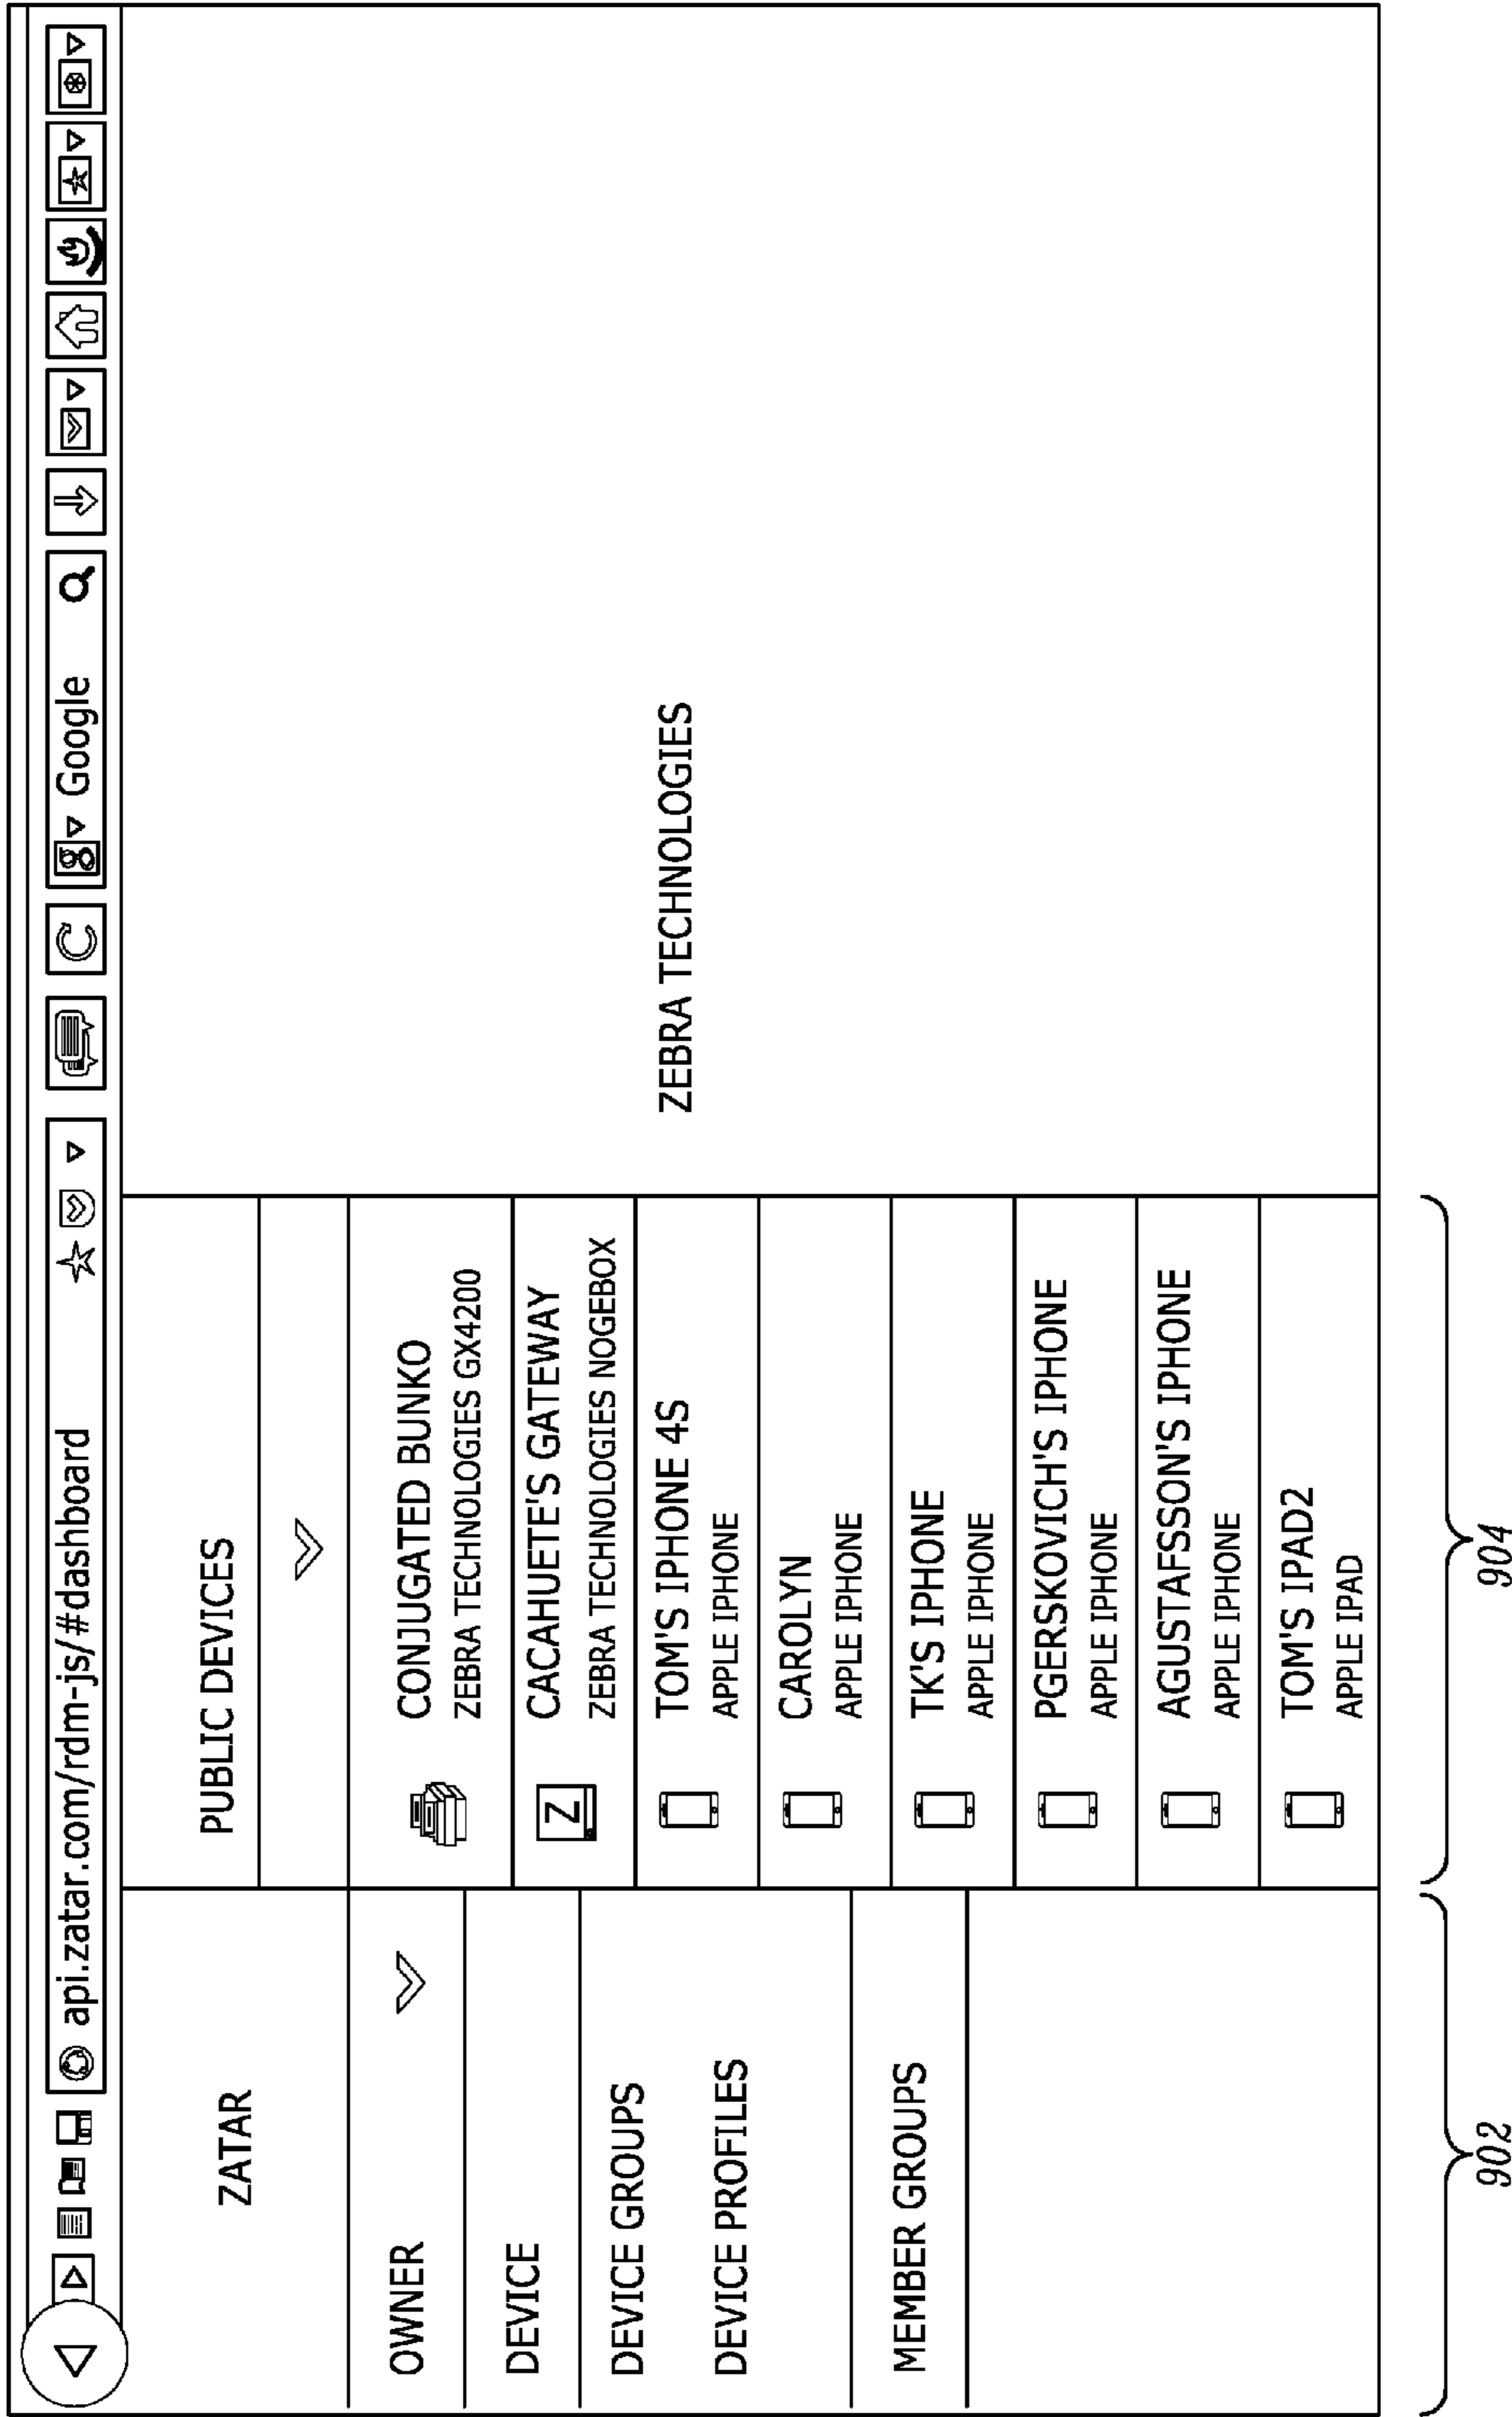 api.zatar.com/rdm-js/#dashboard
Google
ZATAR
OWNER
DEVICE
DEVICE GROUPS
DEVICE PROFILES
MEMBER GROUPS
PUBLIC DEVICES
CONJUGATED BUNKO
ZEBRA TECHNOLOGIES GX4200
CACAHUETE'S GATEWAY
Z
ZEBRA TECHNOLOGIES NOGEBOX
TOM'S IPHONE 4S
APPLE IPHONE
CAROLYN
APPLE IPHONE
TK'S IPHONE
APPLE IPHONE
PGERSKOVICH'S IPHONE
APPLE IPHONE
AGUSTAFSSON'S IPHONE
APPLE IPHONE
TOM'S IPAD2
APPLE IPAD
ZEBRA TECHNOLOGIES
902
904